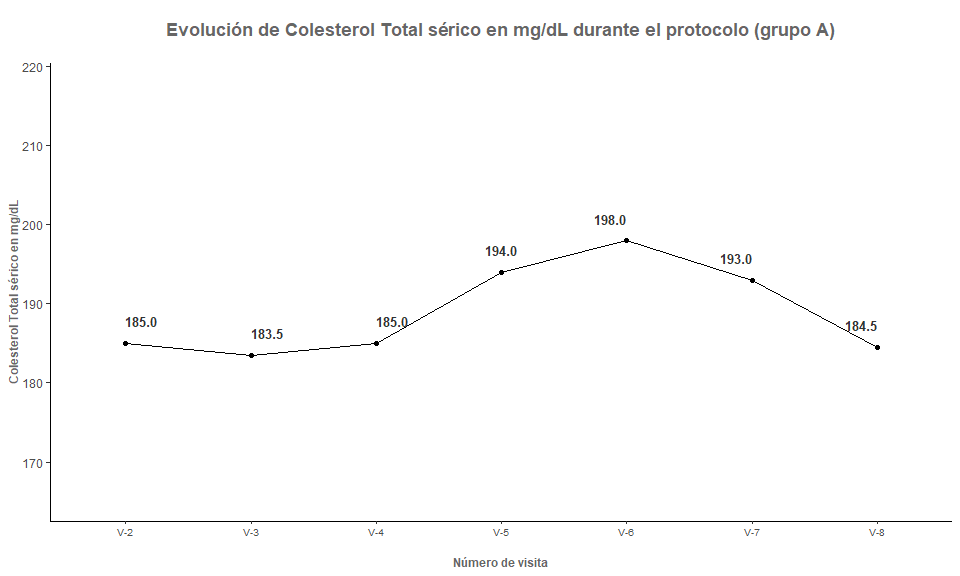 Evolución de Colesterol Total sérico en mg/dL durante el protocolo (grupo A)
Colesterol Total sérico en mg/dL
220
210
200
190
180
170
185.0
183.5
185.0
194.0
198.0
193.0
184.5
V-2
V-3
V-4
V-5
V-6
V-7
V-8
Número de visita